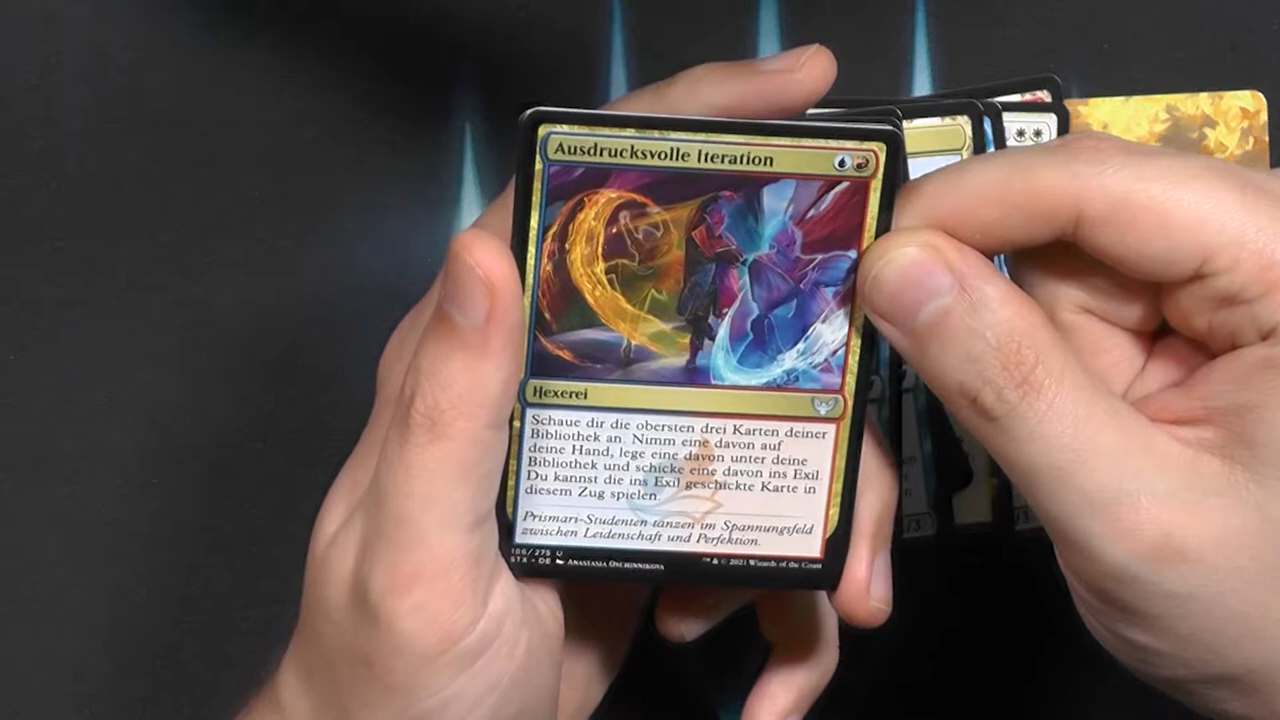 Ausdrucksvolle Iteration
Hexerei
Schaue dir die obersten drei Karten deiner
Bibliothek an. Nimm eine davon auf
deine Hand, lege eine davon unter deine
Bibliothek und schicke eine davon ins Exil.
Du kannst die ins Exil geschickte Karte in
diesem Zug spielen.
Prismari-Studenten tanzen im Spannungsfeld
zwischen Leidenschaft und Perfektion.
186/275 U
STX • DE Anastasia Ovchinnikova
™ & © 2021 Wizards of the Coast
/3
/3